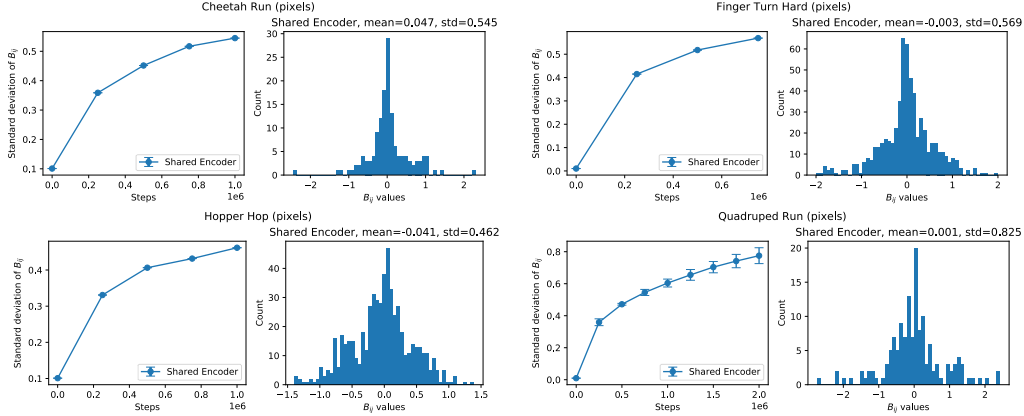 Cheetah Run (pixels)
Standard deviation of Bij
0.5
0.4
0.3
0.2
0.1
0.0 0.2 0.4 0.6 0.8 1.0
Steps
1e6
Shared Encoder
Shared Encoder, mean=0.047, std=0.545
Count
30
25
20
15
10
5
0
−2 −1 0 1 2
Bij values
Finger Turn Hard (pixels)
Standard deviation of Bij
0.5
0.4
0.3
0.2
0.1
0.0
0.0 0.2 0.4 0.6
Steps
1e6
Shared Encoder
Shared Encoder, mean=-0.003, std=0.569
Count
60
50
40
30
20
10
0
−2 −1 0 1 2
Bij values
Hopper Hop (pixels)
Standard deviation of Bij
0.4
0.3
0.2
0.1
0.0 0.2 0.4 0.6 0.8 1.0
Steps
1e6
Shared Encoder
Shared Encoder, mean=-0.041, std=0.462
Count
40
30
20
10
0
−1.5 −1.0 −0.5 0.0 0.5 1.0 1.5
Bij values
Quadruped Run (pixels)
Standard deviation of Bij
0.8
0.6
0.4
0.2
0.0
0.0 0.5 1.0 1.5 2.0
Steps
1e6
Shared Encoder
Shared Encoder, mean=0.001, std=0.825
Count
20
15
10
5
0
−2 −1 0 1 2
Bij values